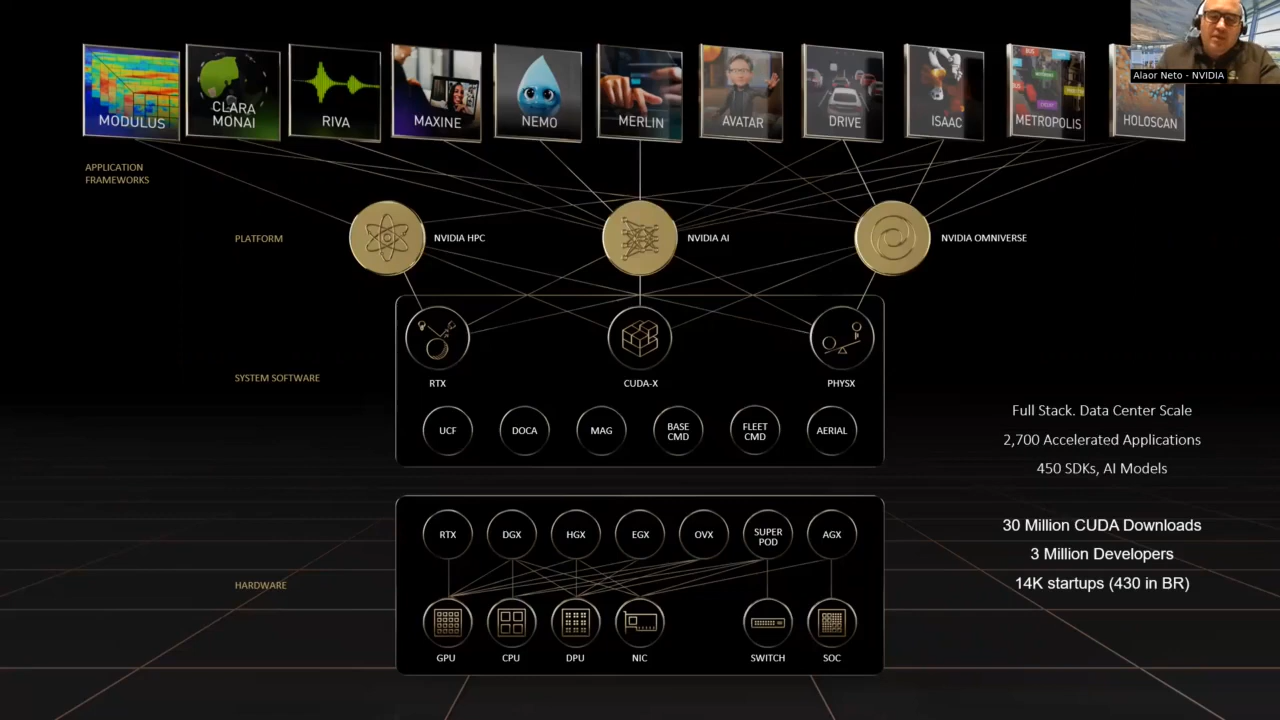 MODULUS
CLARA
MONAI
RIVA
MAXINE
NEMO
MERLIN
AVATAR
DRIVE
ISAAC
METROPOLIS
HOLOSCAN
Alaor Neto - NVIDIA
APPLICATION
FRAMEWORKS
PLATFORM
NVIDIA HPC
NVIDIA AI
NVIDIA OMNIVERSE
SYSTEM SOFTWARE
RTX
CUDA-X
PHYSX
UCF
DOCA
MAG
BASE
CMD
FLEET
CMD
AERIAL
Full Stack. Data Center Scale
2,700 Accelerated Applications
450 SDKs, AI Models
30 Million CUDA Downloads
3 Million Developers
14K startups (430 in BR)
HARDWARE
RTX
DGX
HGX
EGX
OVX
SUPER
POD
AGX
GPU
CPU
DPU
NIC
SWITCH
SOC